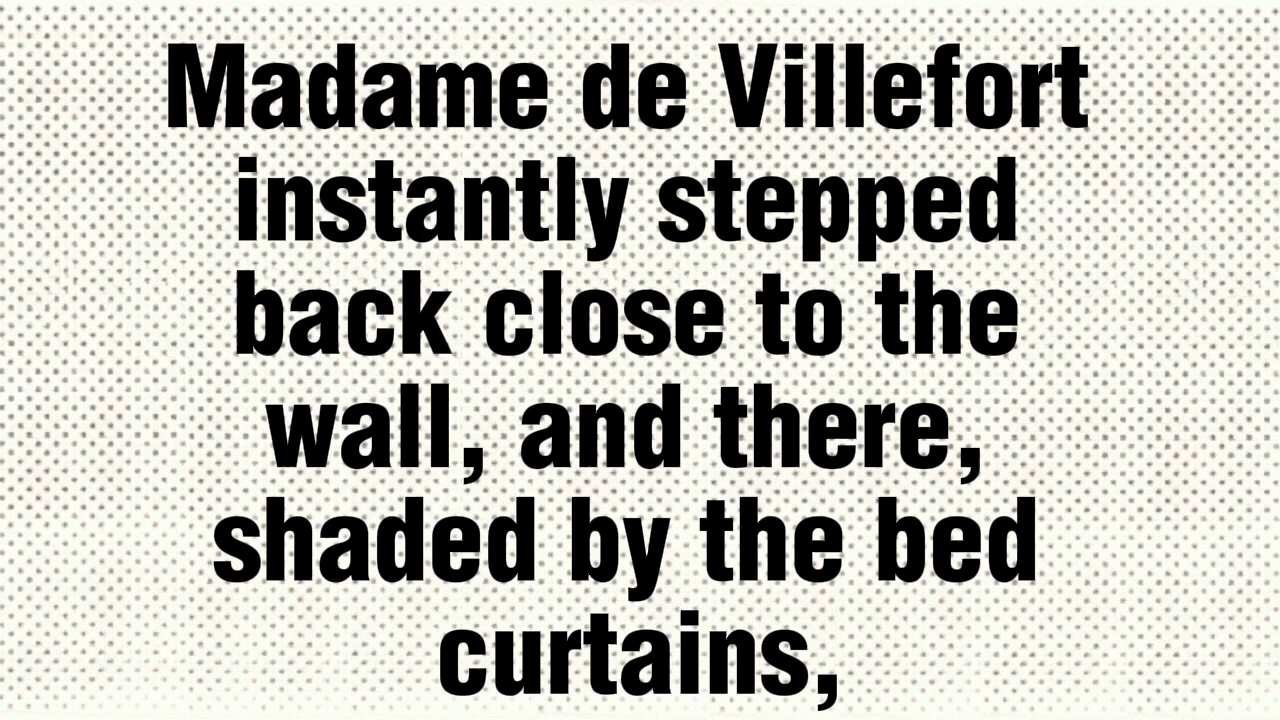 Madame de Villefort
instantly stepped
back close to the
wall, and there,
shaded by the bed
curtains,